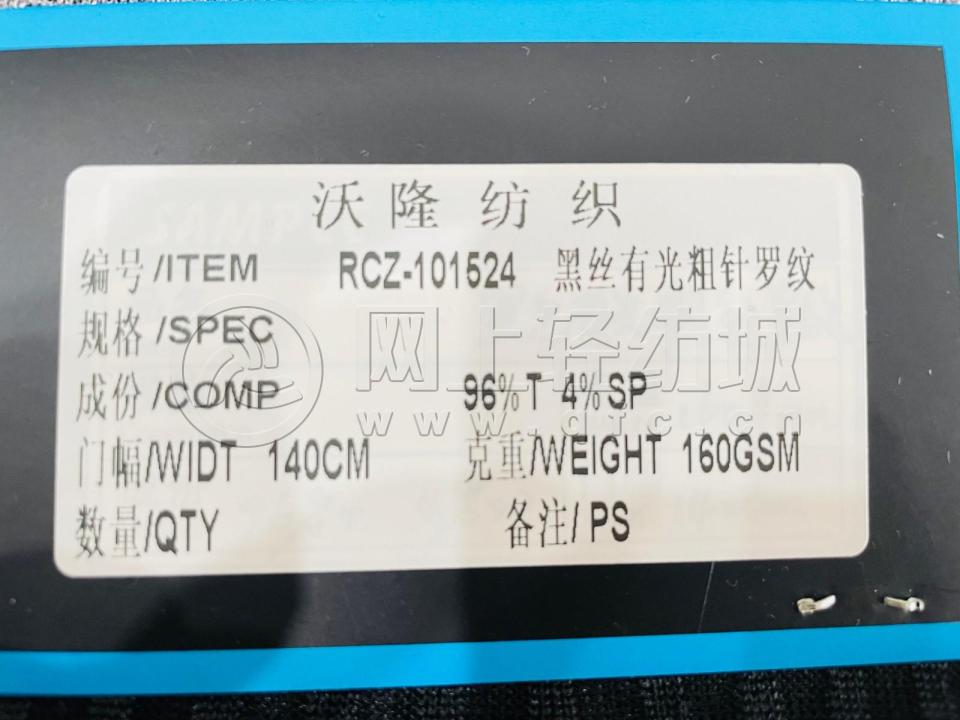 沃隆纺织
编号/ITEM RCZ-101524 黑丝有光粗针罗纹
规格/SPEC
网上轻纺城
成份/COMP 96%T 4%SP
www.qfc.cn
门幅/WIDT 140CM 克重/WEIGHT 160GSM
数量/QTY 备注/PS